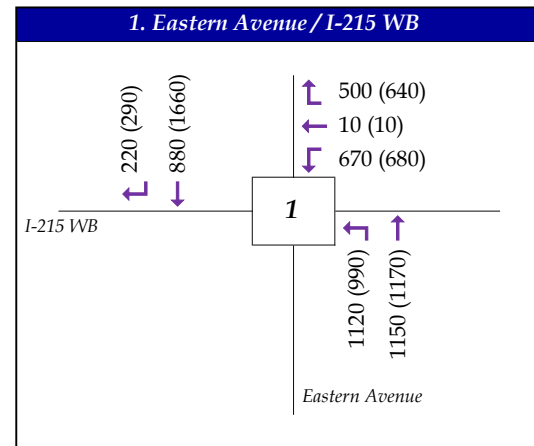 1. Eastern Avenue / I-215 WB
220 (290)
880 (1660)
500 (640)
10 (10)
670 (680)
1
I-215 WB
1120 (990)
1150 (1170)
Eastern Avenue